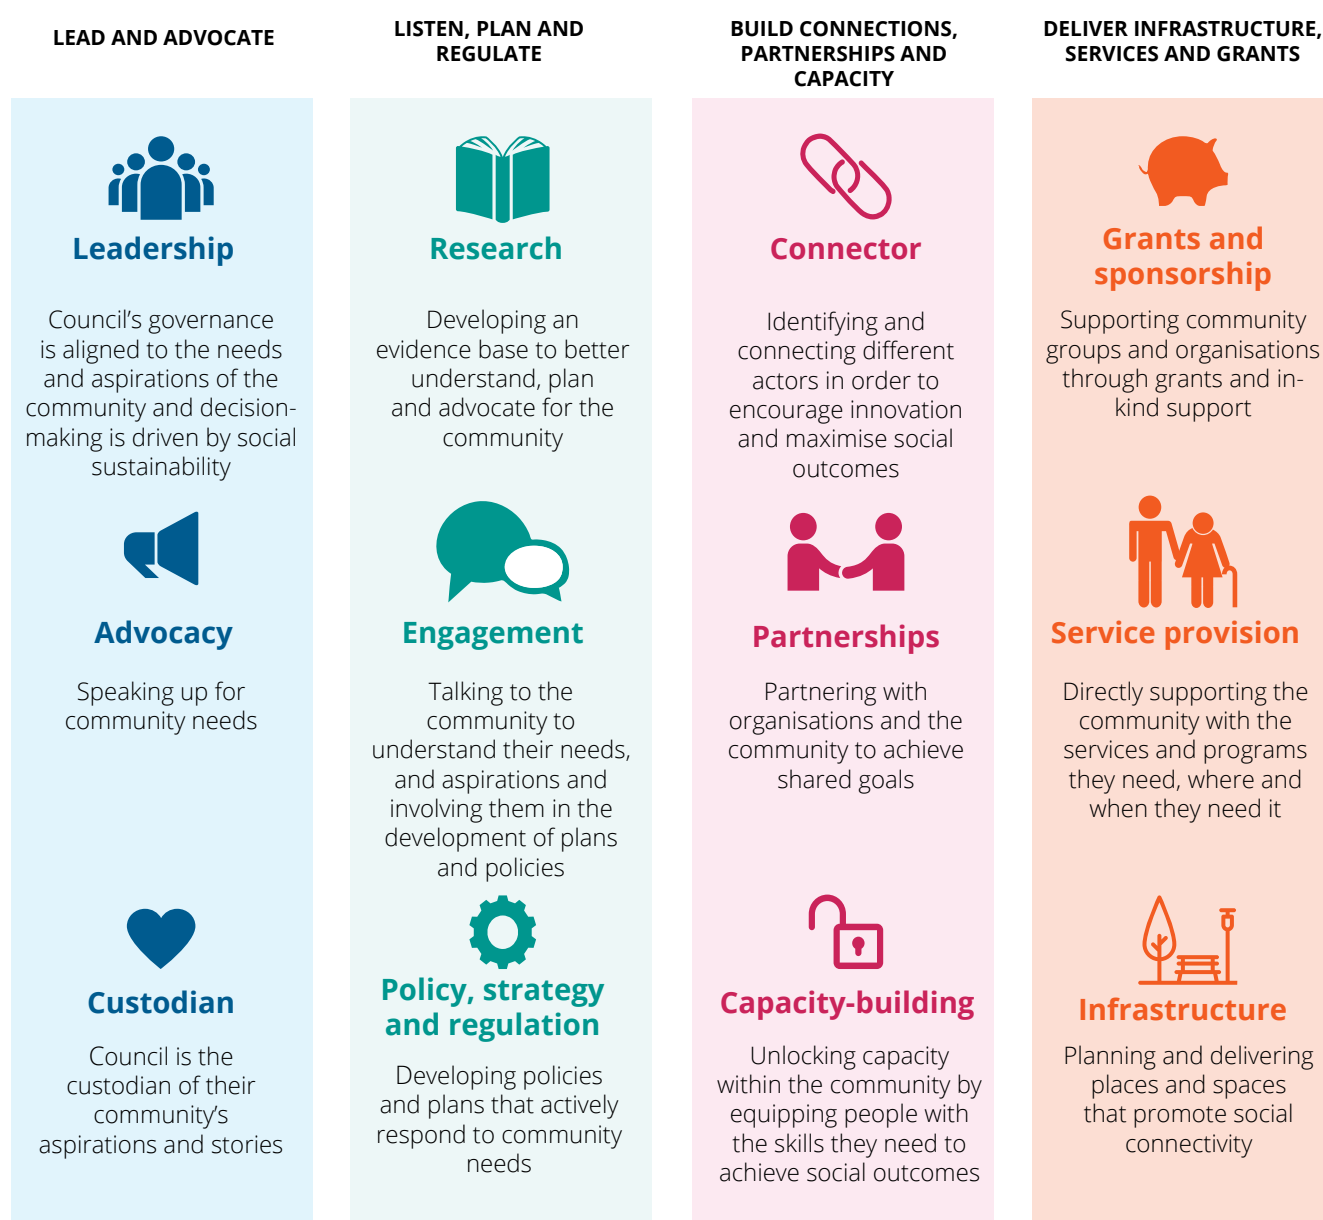 LEAD AND ADVOCATE
Leadership
Council’s governance
is aligned to the needs
and aspirations of the
community and decision-
making is driven by social
sustainability
Advocacy
Speaking up for
community needs
Custodian
Council is the
custodian of their
community’s
aspirations and stories
LISTEN, PLAN AND
REGULATE
Research
Developing an
evidence base to better
understand, plan
and advocate for the
community
Engagement
Talking to the
community to
understand their needs,
and aspirations and
involving them in the
development of plans
and policies
Policy, strategy
and regulation
Developing policies
and plans that actively
respond to community
needs
BUILD CONNECTIONS,
PARTNERSHIPS AND
CAPACITY
Connector
Identifying and
connecting different
actors in order to
encourage innovation
and maximise social
outcomes
Partnerships
Partnering with
organisations and the
community to achieve
shared goals
Capacity-building
Unlocking capacity
within the community by
equipping people with
the skills they need to
achieve social outcomes
DELIVER INFRASTRUCTURE,
SERVICES AND GRANTS
Grants and
sponsorship
Supporting community
groups and organisations
through grants and in-
kind support
Service provision
Directly supporting the
community with the
services and programs
they need, where and
when they need it
Infrastructure
Planning and delivering
places and spaces
that promote social
connectivity